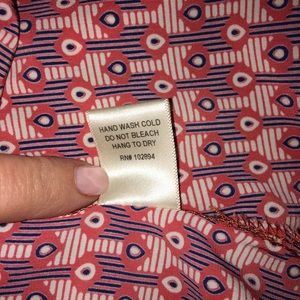 HAND WASH COLD
DO NOT BLEACH
HANG TO DRY
RN# 102894